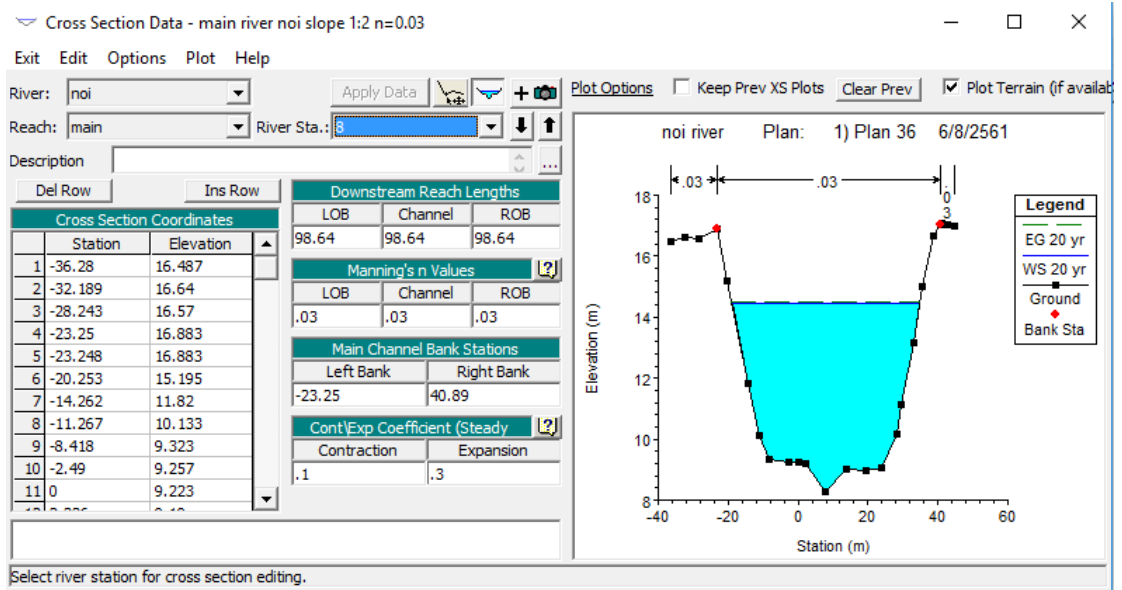 Cross Section Data - main river noi slope 1:2 n=0.03
Exit Edit Options Plot Help
River: noi
Apply Data
Plot Options Keep Prev XS Plots Clear Prev Plot Terrain (if availab
Reach: main River Sta.: 8
Description ...
Del Row Ins Row
Cross Section Coordinates
Station Elevation
1 -36.28 16.487
2 -32.189 16.64
3 -28.243 16.57
4 -23.25 16.883
5 -23.248 16.883
6 -20.253 15.195
7 -14.262 11.82
8 -11.267 10.133
9 -8.418 9.323
10 -2.49 9.257
11 0 9.223
Downstream Reach Lengths
LOB Channel ROB
98.64 98.64 98.64
Manning's n Values
LOB Channel ROB
.03 .03 .03
Main Channel Bank Stations
Left Bank Right Bank
-23.25 40.89
Cont\Exp Coefficient (Steady
Contraction Expansion
.1 .3
noi river Plan: 1) Plan 36 6/8/2561
.03 .03 .03
18
16
14
12
10
8
Elevation (m)
-40 -20 0 20 40 60
Station (m)
Legend
EG 20 yr
WS 20 yr
Ground
Bank Sta
Select river station for cross section editing.